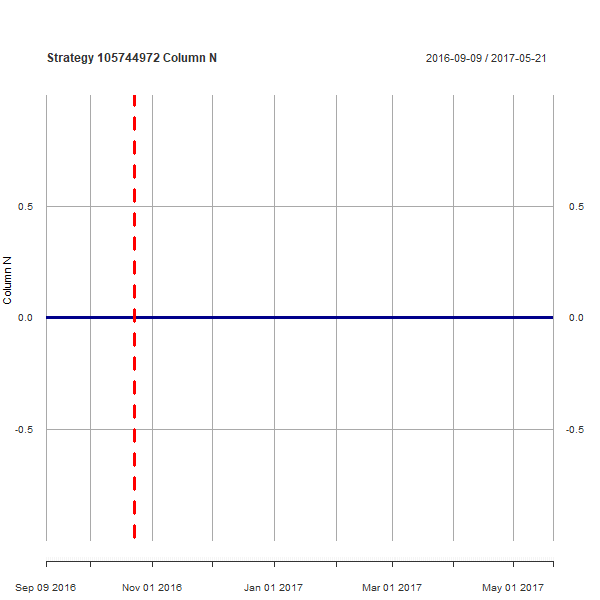 Strategy 105744972 Column N
2016-09-09 / 2017-05-21
0.5
0.5
Column N
0.0
0.0
-0.5
-0.5
Sep 09 2016
Nov 01 2016
Jan 01 2017
Mar 01 2017
May 01 2017